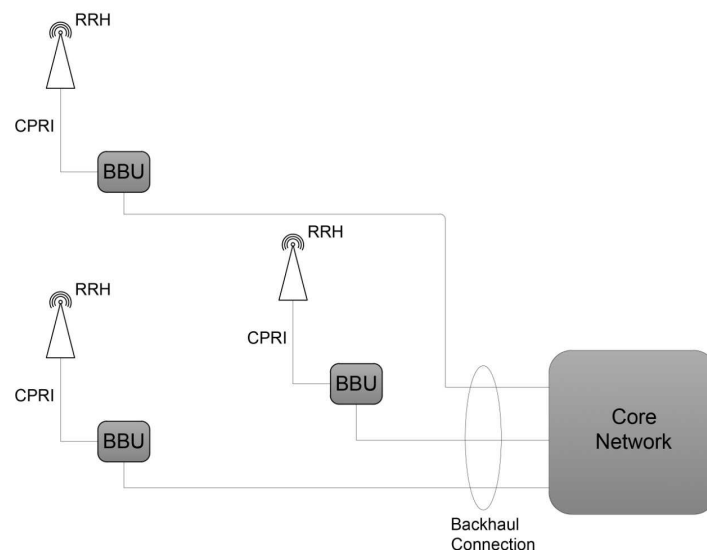 RRH
CPRI
BBU
RRH
RRH
CPRI
CPRI
BBU
BBU
Core
Network
Backhaul
Connection